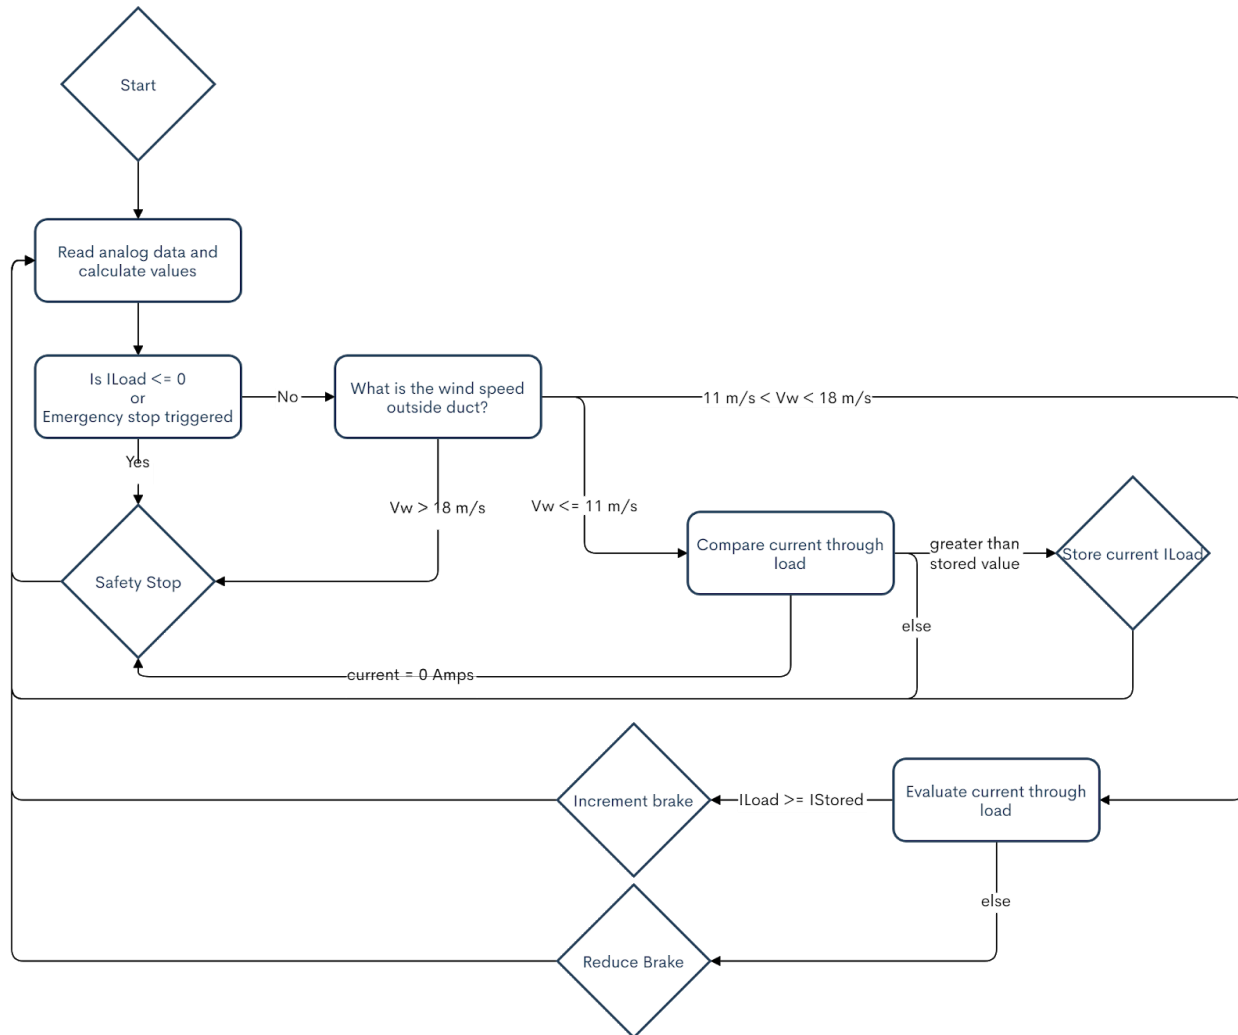 Start
Read analog data and
calculate values
Is ILoad <= 0
or
Emergency stop triggered
No
What is the wind speed
outside duct?
11 m/s < Vw < 18 m/s
Yes
Vw > 18 m/s
Vw <= 11 m/s
Compare current through
load
greater than
stored value
Store current ILoad
Safety Stop
else
current = 0 Amps
Increment brake
ILoad >= IStored
Evaluate current through
load
else
Reduce Brake